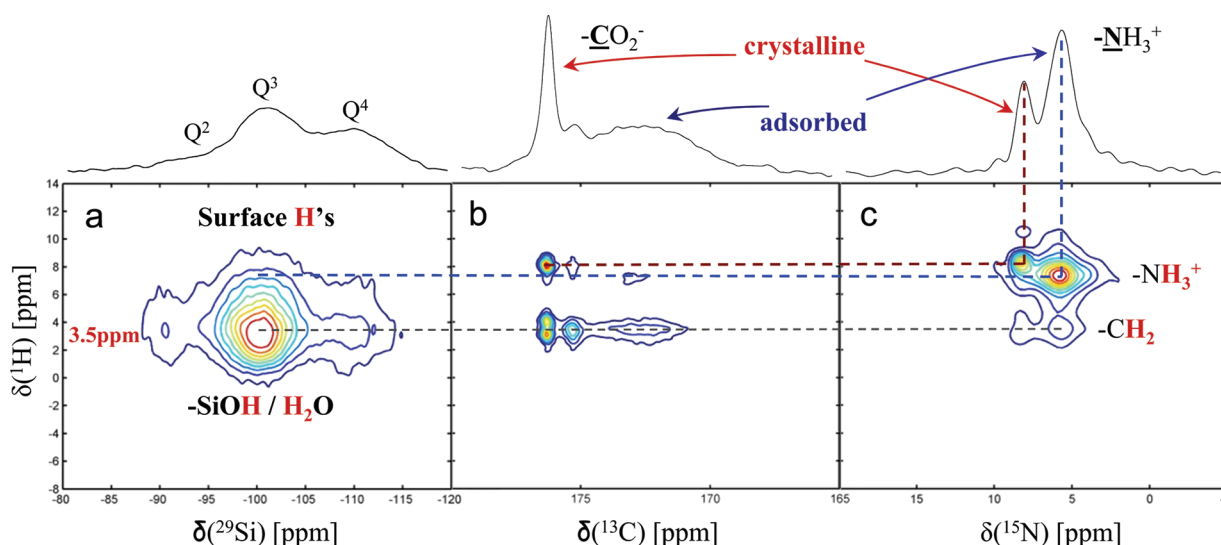 -CO₂⁻
crystalline
-NH₃⁺
adsorbed
Q²
Q³
Q⁴
a
Surface H's
3.5ppm
-SiOH / H₂O
b
c
-NH₃⁺
-CH₂
δ(¹H) [ppm]
14
12
10
8
6
4
2
0
-2
-4
-6
-8
-80
-85
-90
-95
-100
-105
-110
-115
-120
175
170
165
10
5
0
δ(²⁹Si) [ppm]
δ(¹³C) [ppm]
δ(¹⁵N) [ppm]